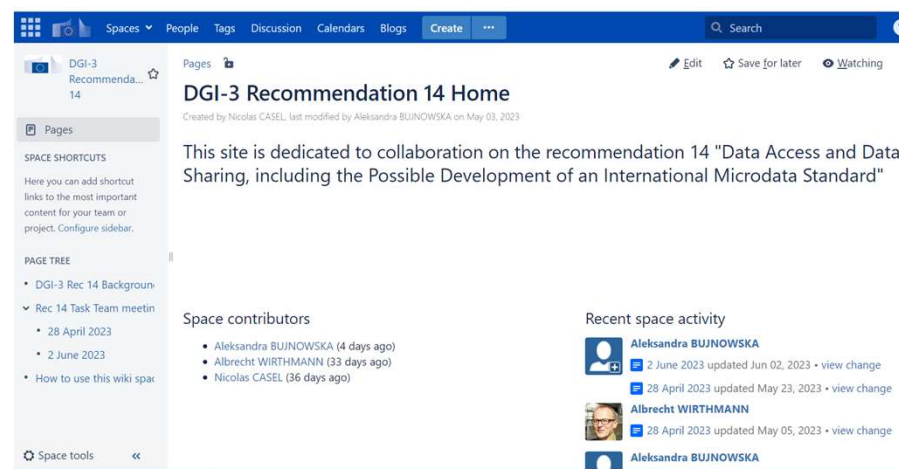 Spaces People Tags Discussion Calendars Blogs Create ... Search
DGI-3
Recommenda...
14
Pages
SPACE SHORTCUTS
Here you can add shortcut
links to the most important
content for your team or
project. Configure sidebar.
PAGE TREE
DGI-3 Rec 14 Backgroun
Rec 14 Task Team meetin
28 April 2023
2 June 2023
How to use this wiki spac
Space tools «
Pages
Edit Save for later Watching
DGI-3 Recommendation 14 Home
Created by Nicolas CASEL, last modified by Aleksandra BUJNOWSKA on May 03, 2023
This site is dedicated to collaboration on the recommendation 14 "Data Access and Data
Sharing, including the Possible Development of an International Microdata Standard"
Space contributors
Aleksandra BUJNOWSKA (4 days ago)
Albrecht WIRTHMANN (33 days ago)
Nicolas CASEL (36 days ago)
Recent space activity
Aleksandra BUJNOWSKA
2 June 2023 updated Jun 02, 2023 • view change
28 April 2023 updated May 23, 2023 • view change
Albrecht WIRTHMANN
28 April 2023 updated May 05, 2023 • view change
Aleksandra BUJNOWSKA